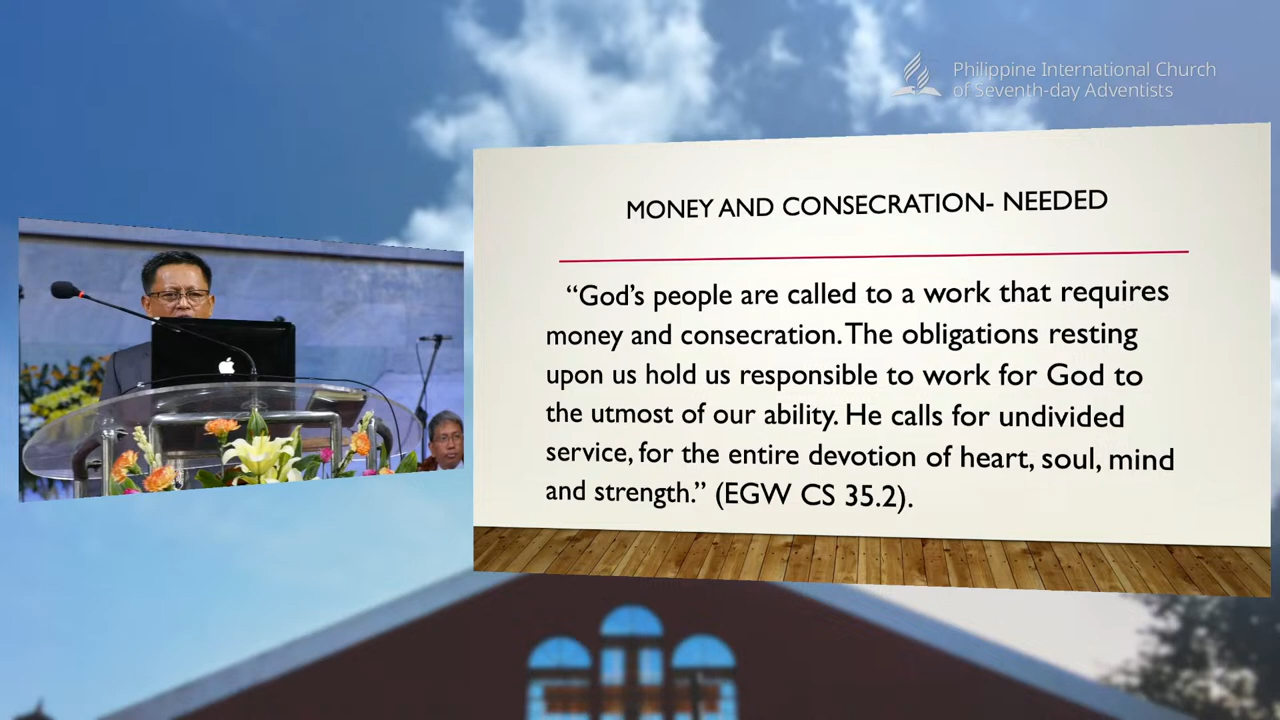 Philippine International Church
of Seventh-day Adventists
MONEY AND CONSECRATION- NEEDED
“God’s people are called to a work that requires
money and consecration. The obligations resting
upon us hold us responsible to work for God to
the utmost of our ability. He calls for undivided
service, for the entire devotion of heart, soul, mind
and strength.” (EGW CS 35.2).